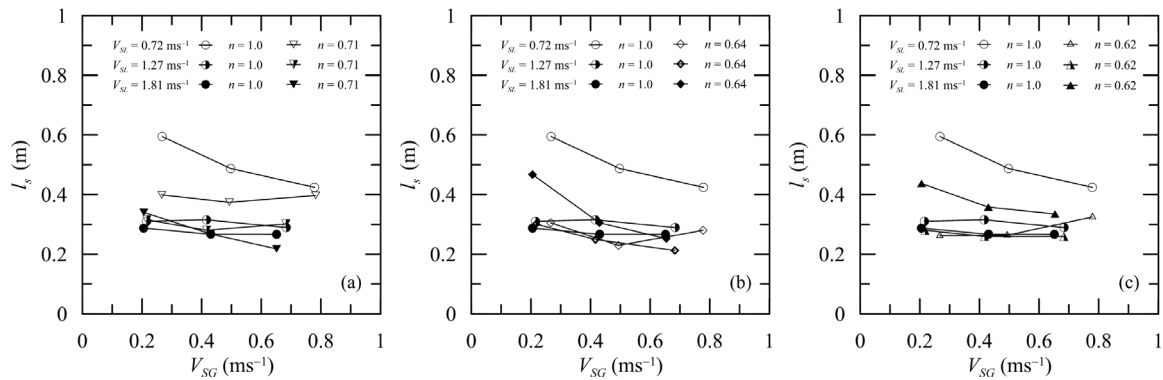 1
V_SL = 0.72 ms⁻¹ n = 1.0 n = 0.71
V_SL = 1.27 ms⁻¹ n = 1.0 n = 0.71
0.8
V_SL = 1.81 ms⁻¹ n = 1.0 n = 0.71
0.6
l_s (m)
0.4
0.2
(a)
0
0 0.2 0.4 0.6 0.8 1
V_SG (ms⁻¹)
1
V_SL = 0.72 ms⁻¹ n = 1.0 n = 0.64
V_SL = 1.27 ms⁻¹ n = 1.0 n = 0.64
0.8
V_SL = 1.81 ms⁻¹ n = 1.0 n = 0.64
0.6
l_s (m)
0.4
0.2
(b)
0
0 0.2 0.4 0.6 0.8 1
V_SG (ms⁻¹)
1
V_SL = 0.72 ms⁻¹ n = 1.0 n = 0.62
V_SL = 1.27 ms⁻¹ n = 1.0 n = 0.62
0.8
V_SL = 1.81 ms⁻¹ n = 1.0 n = 0.62
0.6
l_s (m)
0.4
0.2
(c)
0
0 0.2 0.4 0.6 0.8 1
V_SG (ms⁻¹)